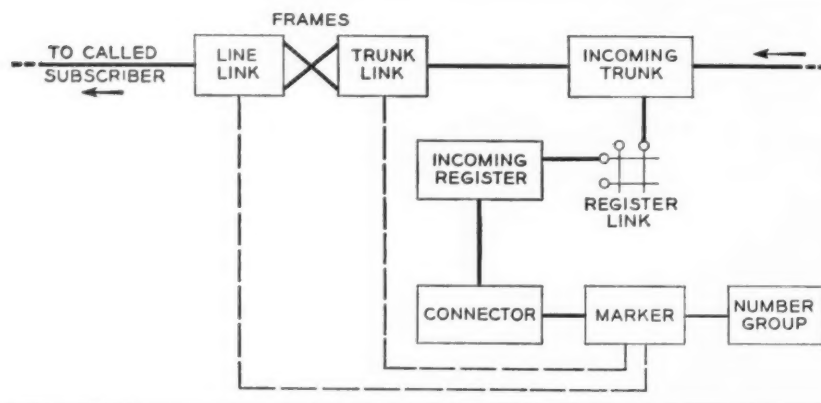 FRAMES
TO CALLED
SUBSCRIBER
LINE
LINK
TRUNK
LINK
INCOMING
TRUNK
INCOMING
REGISTER
REGISTER
LINK
CONNECTOR
MARKER
NUMBER
GROUP